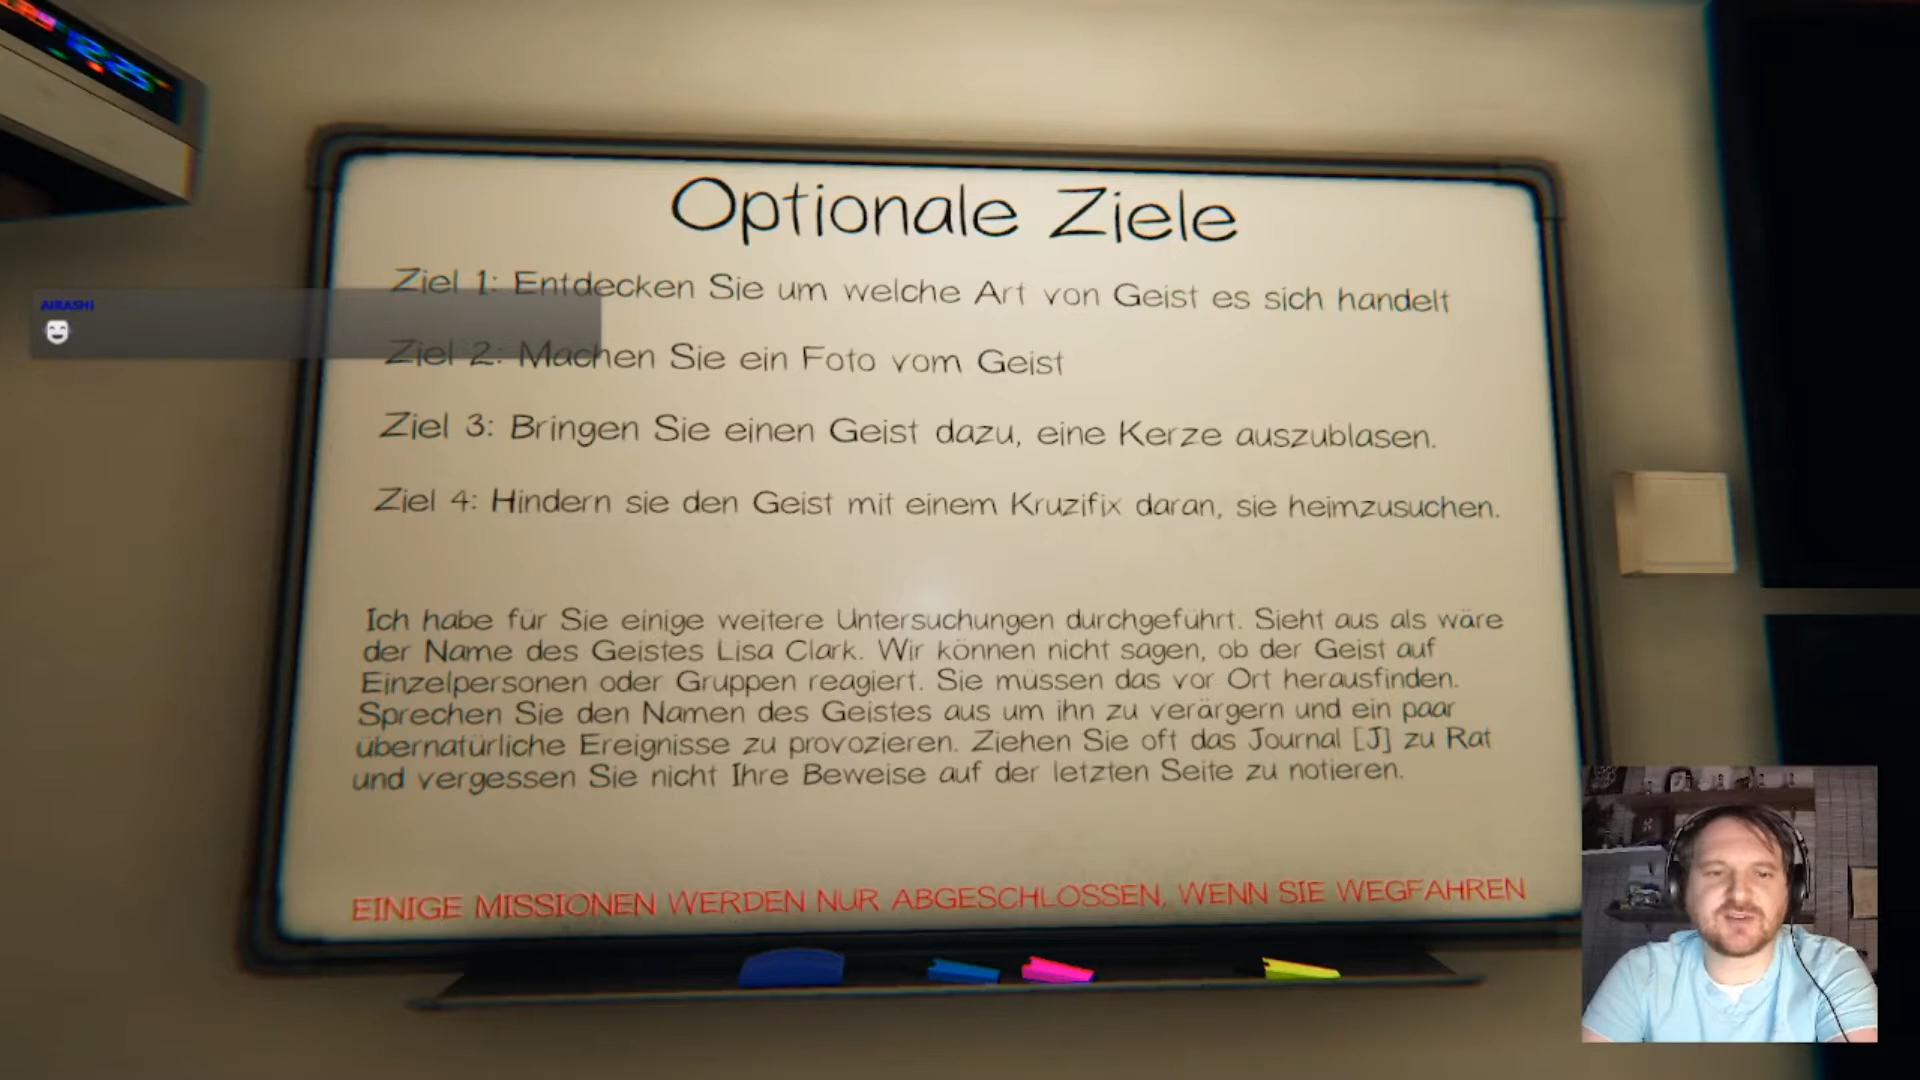 Optionale Ziele
Ziel 1: Entdecken Sie um welche Art von Geist es sich handelt
AIRASHI
Ziel 2: Machen Sie ein Foto vom Geist
Ziel 3: Bringen Sie einen Geist dazu, eine Kerze auszublasen.
Ziel 4: Hindern sie den Geist mit einem Kruzifix daran, sie heimzusuchen.
Ich habe für Sie einige weitere Untersuchungen durchgeführt. Sieht aus als wäre
der Name des Geistes Lisa Clark. Wir können nicht sagen, ob der Geist auf
Einzelpersonen oder Gruppen reagiert. Sie müssen das vor Ort herausfinden.
Sprechen Sie den Namen des Geistes aus um ihn zu verärgern und ein paar
übernatürliche Ereignisse zu provozieren. Ziehen Sie oft das Journal [J] zu Rat
und vergessen Sie nicht Ihre Beweise auf der letzten Seite zu notieren.
EINIGE MISSIONEN WERDEN NUR ABGESCHLOSSEN, WENN SIE WEGFAHREN